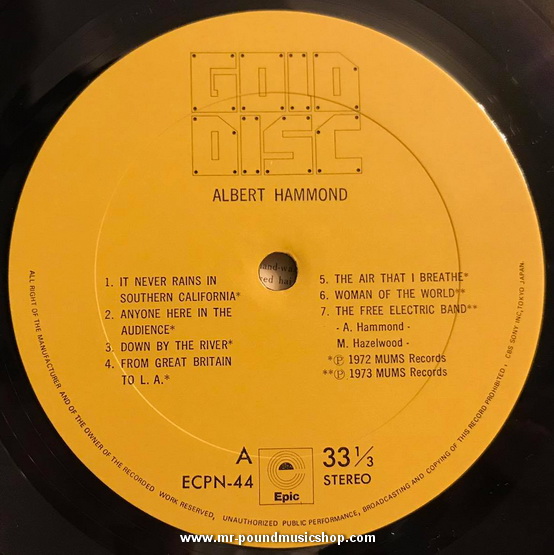 GOLD
DISC
ALBERT HAMMOND
1. IT NEVER RAINS IN
SOUTHERN CALIFORNIA*
2. ANYONE HERE IN THE
AUDIENCE*
3. DOWN BY THE RIVER*
4. FROM GREAT BRITAIN
TO L. A.*
5. THE AIR THAT I BREATHE*
6. WOMAN OF THE WORLD**
7. THE FREE ELECTRIC BAND**
- A. Hammond -
M. Hazelwood -
*Ⓟ 1972 MUMS Records
**Ⓟ 1973 MUMS Records
A
ECPN-44
Epic
33 1/3
STEREO
ALL RIGHT OF THE MANUFACTURER AND OF THE OWNER OF THE RECORDED WORK RESERVED, UNAUTHORIZED PUBLIC PERFORMANCE, BROADCASTING AND COPYING OF THIS RECORD PROHIBITED, CBS SONY INC, TOKYO JAPAN
www.mr-poundmusicshop.com